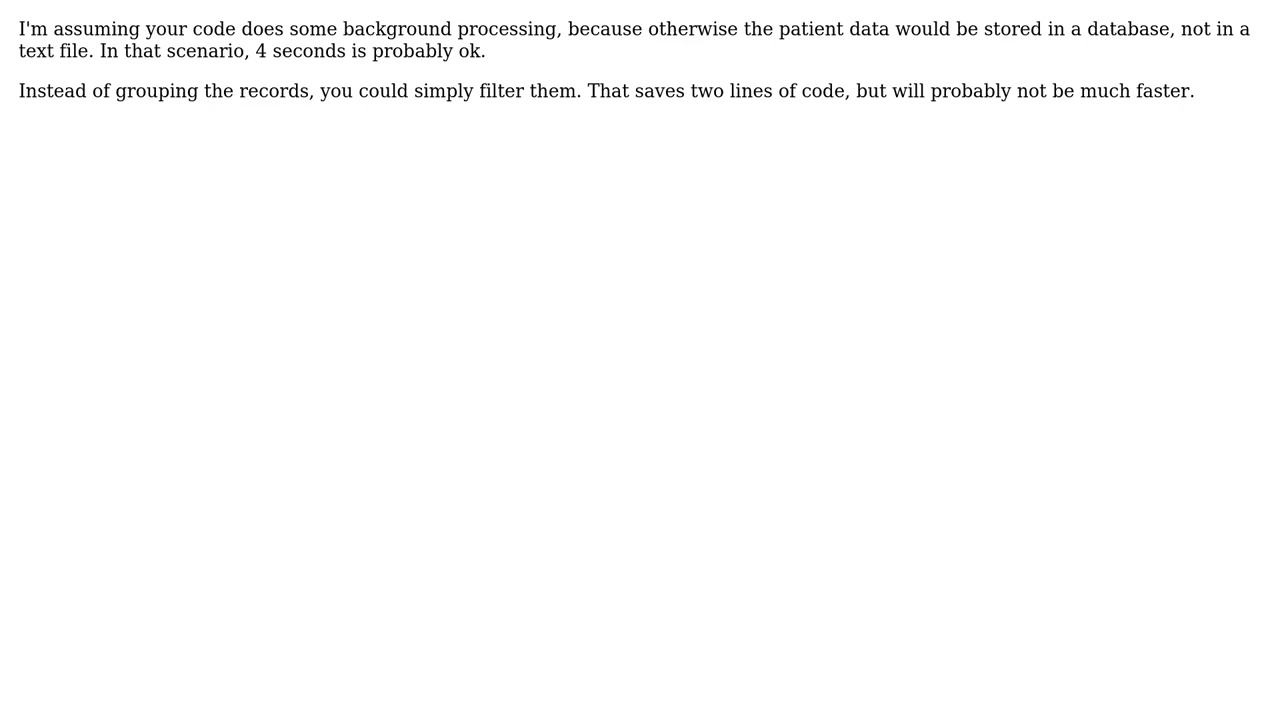 I'm assuming your code does some background processing, because otherwise the patient data would be stored in a database, not in a
text file. In that scenario, 4 seconds is probably ok.
Instead of grouping the records, you could simply filter them. That saves two lines of code, but will probably not be much faster.